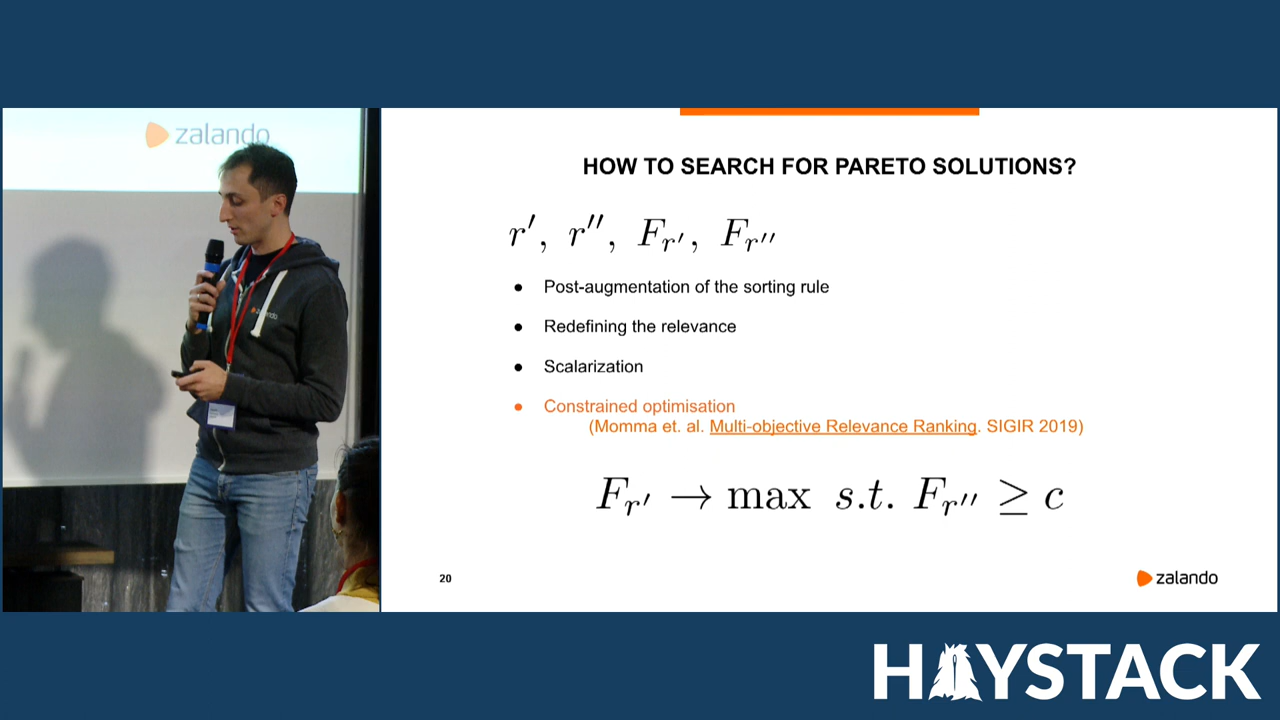 zalando
HOW TO SEARCH FOR PARETO SOLUTIONS?
r′, r′′, F_{r′}, F_{r′′}
● Post-augmentation of the sorting rule
● Redefining the relevance
● Scalarization
● Constrained optimisation
(Momma et. al. Multi-objective Relevance Ranking. SIGIR 2019)
F_{r′} → max s.t. F_{r′′} ≥ c
20
zalando
HAYSTACK